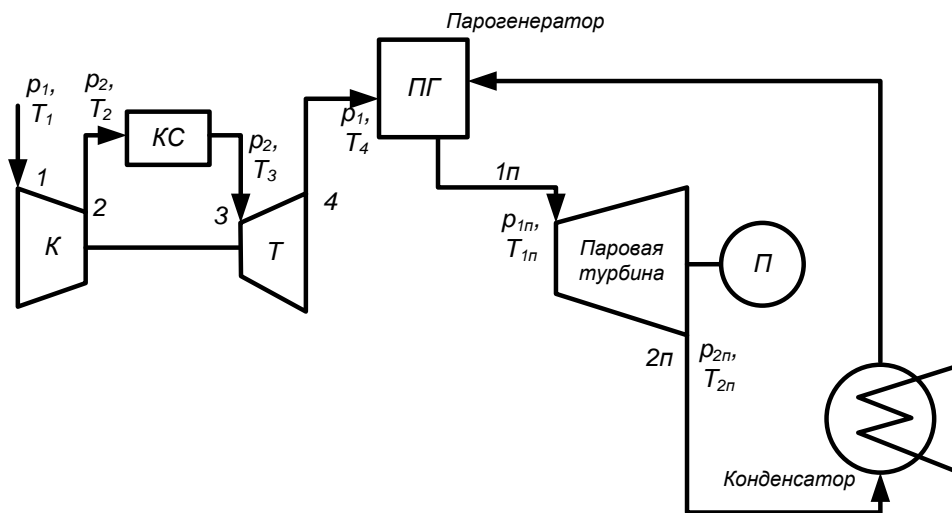 Парогенератор
p1,
T1
p2,
T2
КС
p2,
T3
p1,
T4
ПГ
1
2
3
4
К
Т
1п
p1п,
T1п
Паровая
турбина
П
2п
p2п,
T2п
Конденсатор